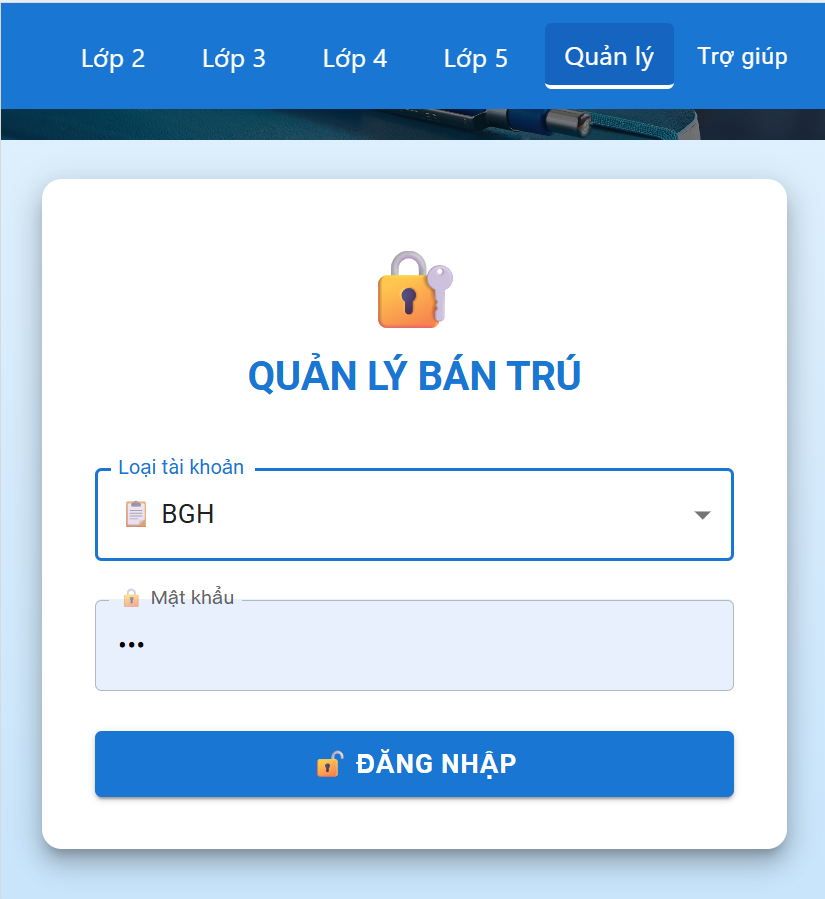 Lớp 2 Lớp 3 Lớp 4 Lớp 5 Quản lý Trợ giúp
QUẢN LÝ BÁN TRÚ
Loại tài khoản
BGH
Mật khẩu
•••
ĐĂNG NHẬP